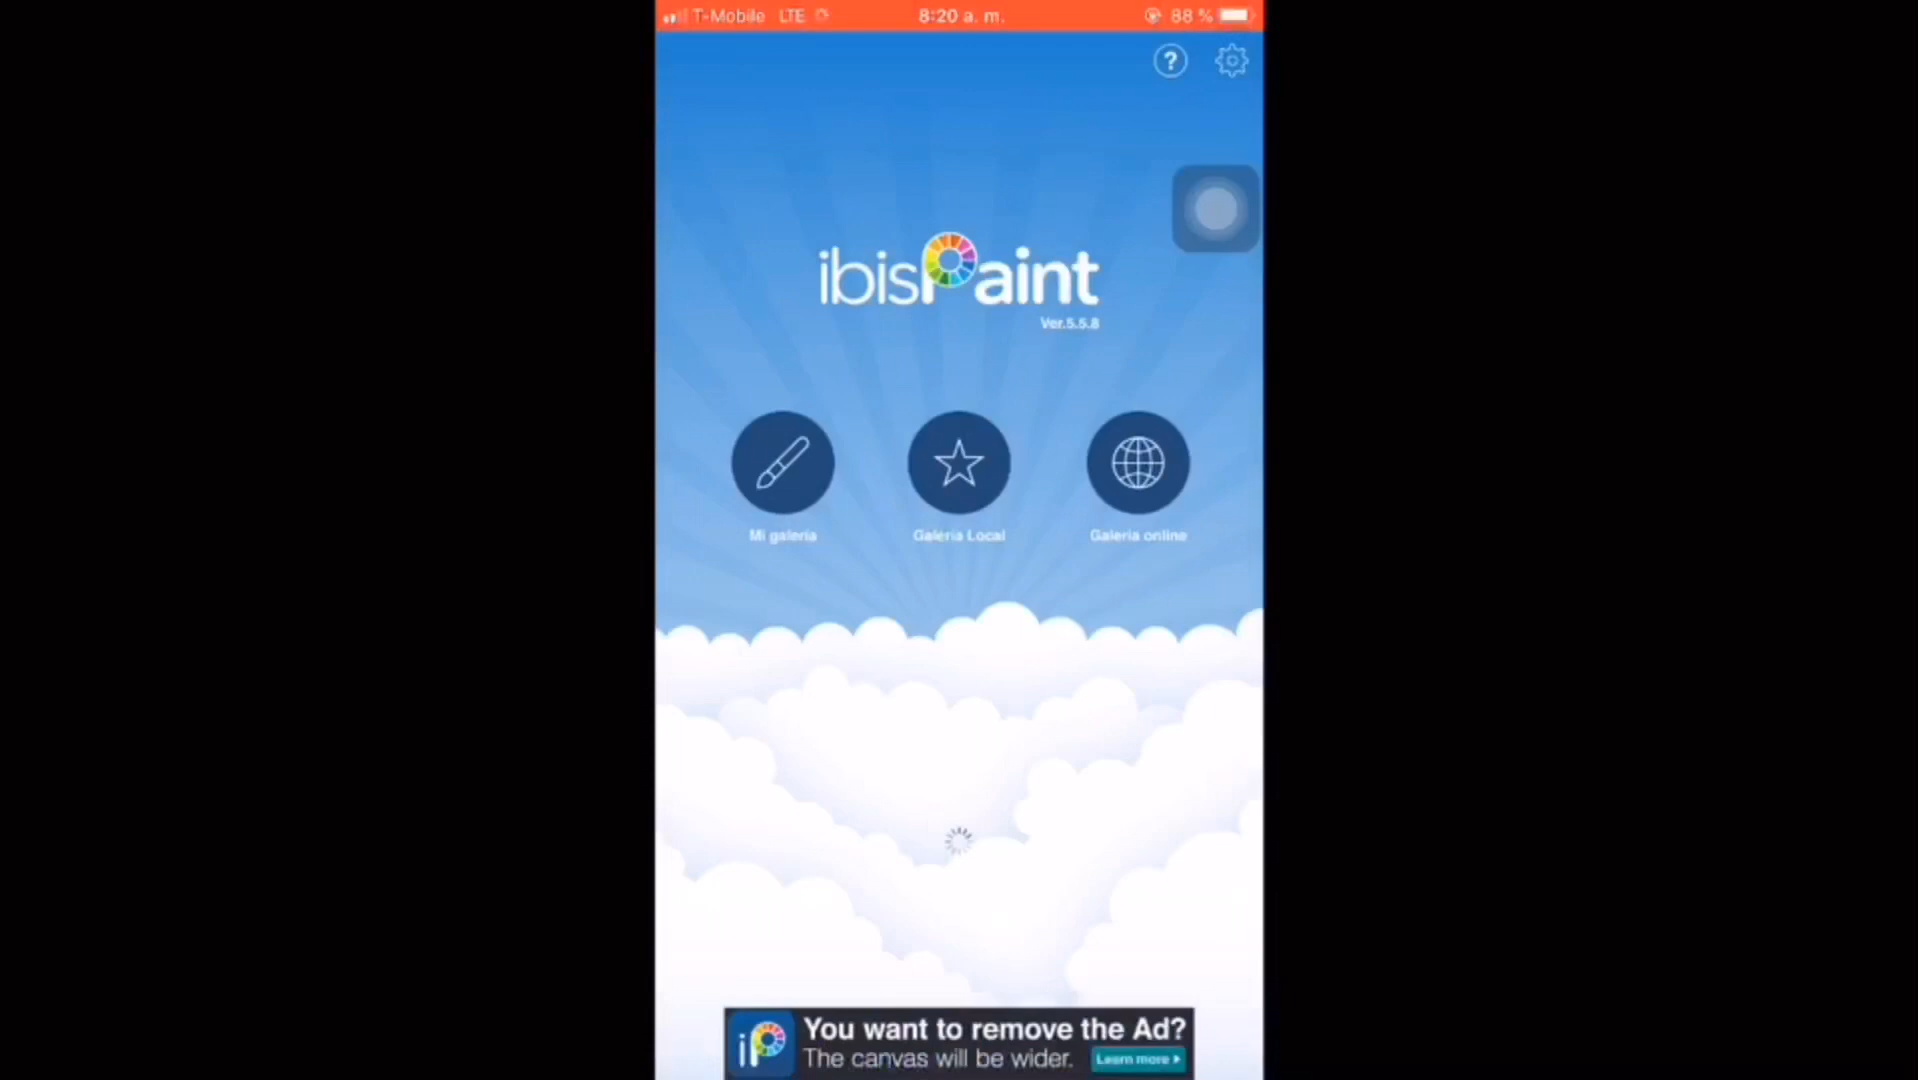 T-Mobile LTE 8:20 a. m. 88 %
?
ibisPaint
Ver.5.5.8
Mi galería Galería Local Galería online
iP You want to remove the Ad?
The canvas will be wider. Learn more